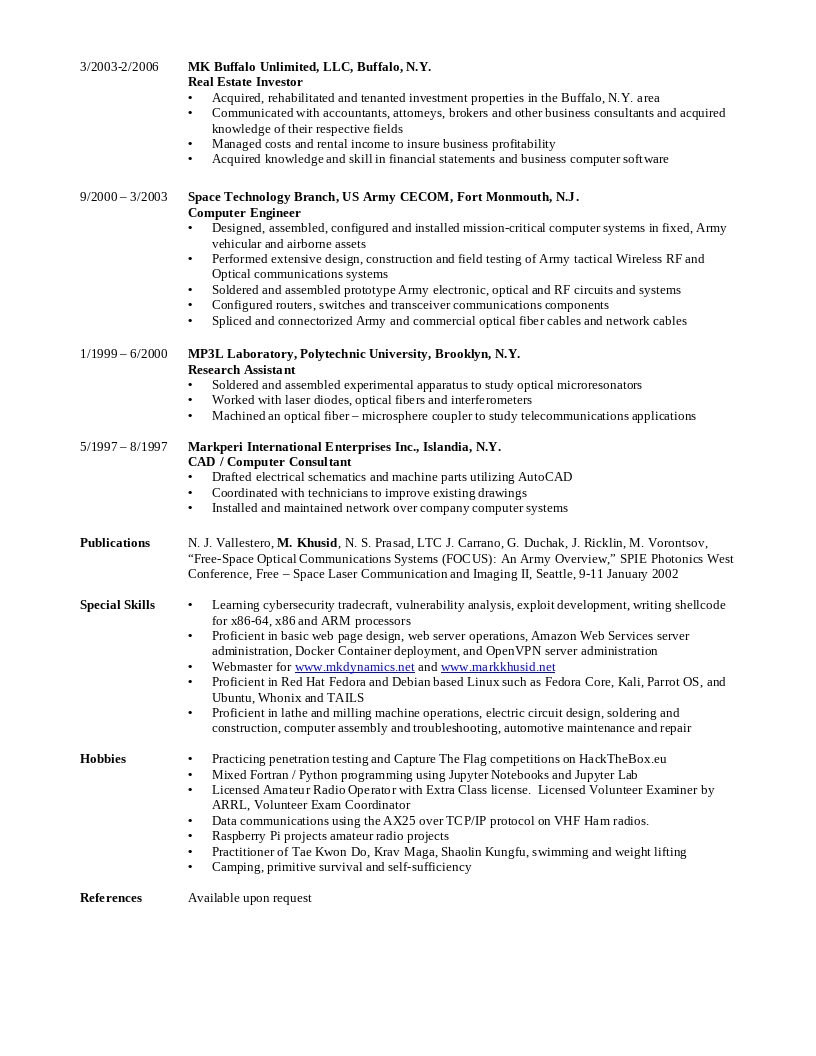 3/2003-2/2006 MK Buffalo Unlimited, LLC, Buffalo, N.Y.
Real Estate Investor
• Acquired, rehabilitated and tenanted investment properties in the Buffalo, N.Y. area
• Communicated with accountants, attorneys, brokers and other business consultants and acquired
knowledge of their respective fields
• Managed costs and rental income to insure business profitability
• Acquired knowledge and skill in financial statements and business computer software
9/2000 – 3/2003 Space Technology Branch, US Army CECOM, Fort Monmouth, N.J.
Computer Engineer
• Designed, assembled, configured and installed mission-critical computer systems in fixed, Army
vehicular and airborne assets
• Performed extensive design, construction and field testing of Army tactical Wireless RF and
Optical communications systems
• Soldered and assembled prototype Army electronic, optical and RF circuits and systems
• Configured routers, switches and transceiver communications components
• Spliced and connectorized Army and commercial optical fiber cables and network cables
1/1999 – 6/2000 MP3L Laboratory, Polytechnic University, Brooklyn, N.Y.
Research Assistant
• Soldered and assembled experimental apparatus to study optical microresonators
• Worked with laser diodes, optical fibers and interferometers
• Machined an optical fiber – microsphere coupler to study telecommunications applications
5/1997 – 8/1997 Markperi International Enterprises Inc., Islandia, N.Y.
CAD / Computer Consultant
• Drafted electrical schematics and machine parts utilizing AutoCAD
• Coordinated with technicians to improve existing drawings
• Installed and maintained network over company computer systems
Publications N. J. Vallestero, M. Khusid, N. S. Prasad, LTC J. Carrano, G. Duchak, J. Ricklin, M. Vorontsov,
“Free-Space Optical Communications Systems (FOCUS): An Army Overview,” SPIE Photonics West
Conference, Free – Space Laser Communication and Imaging II, Seattle, 9-11 January 2002
Special Skills • Learning cybersecurity tradecraft, vulnerability analysis, exploit development, writing shellcode
for x86-64, x86 and ARM processors
• Proficient in basic web page design, web server operations, Amazon Web Services server
administration, Docker Container deployment, and OpenVPN server administration
• Webmaster for www.mkdynamics.net and www.markkhusid.net
• Proficient in Red Hat Fedora and Debian based Linux such as Fedora Core, Kali, Parrot OS, and
Ubuntu, Whonix and TAILS
• Proficient in lathe and milling machine operations, electric circuit design, soldering and
construction, computer assembly and troubleshooting, automotive maintenance and repair
Hobbies • Practicing penetration testing and Capture The Flag competitions on HackTheBox.eu
• Mixed Fortran / Python programming using Jupyter Notebooks and Jupyter Lab
• Licensed Amateur Radio Operator with Extra Class license. Licensed Volunteer Examiner by
ARRL, Volunteer Exam Coordinator
• Data communications using the AX25 over TCP/IP protocol on VHF Ham radios.
• Raspberry Pi projects amateur radio projects
• Practitioner of Tae Kwon Do, Krav Maga, Shaolin Kungfu, swimming and weight lifting
• Camping, primitive survival and self-sufficiency
References Available upon request